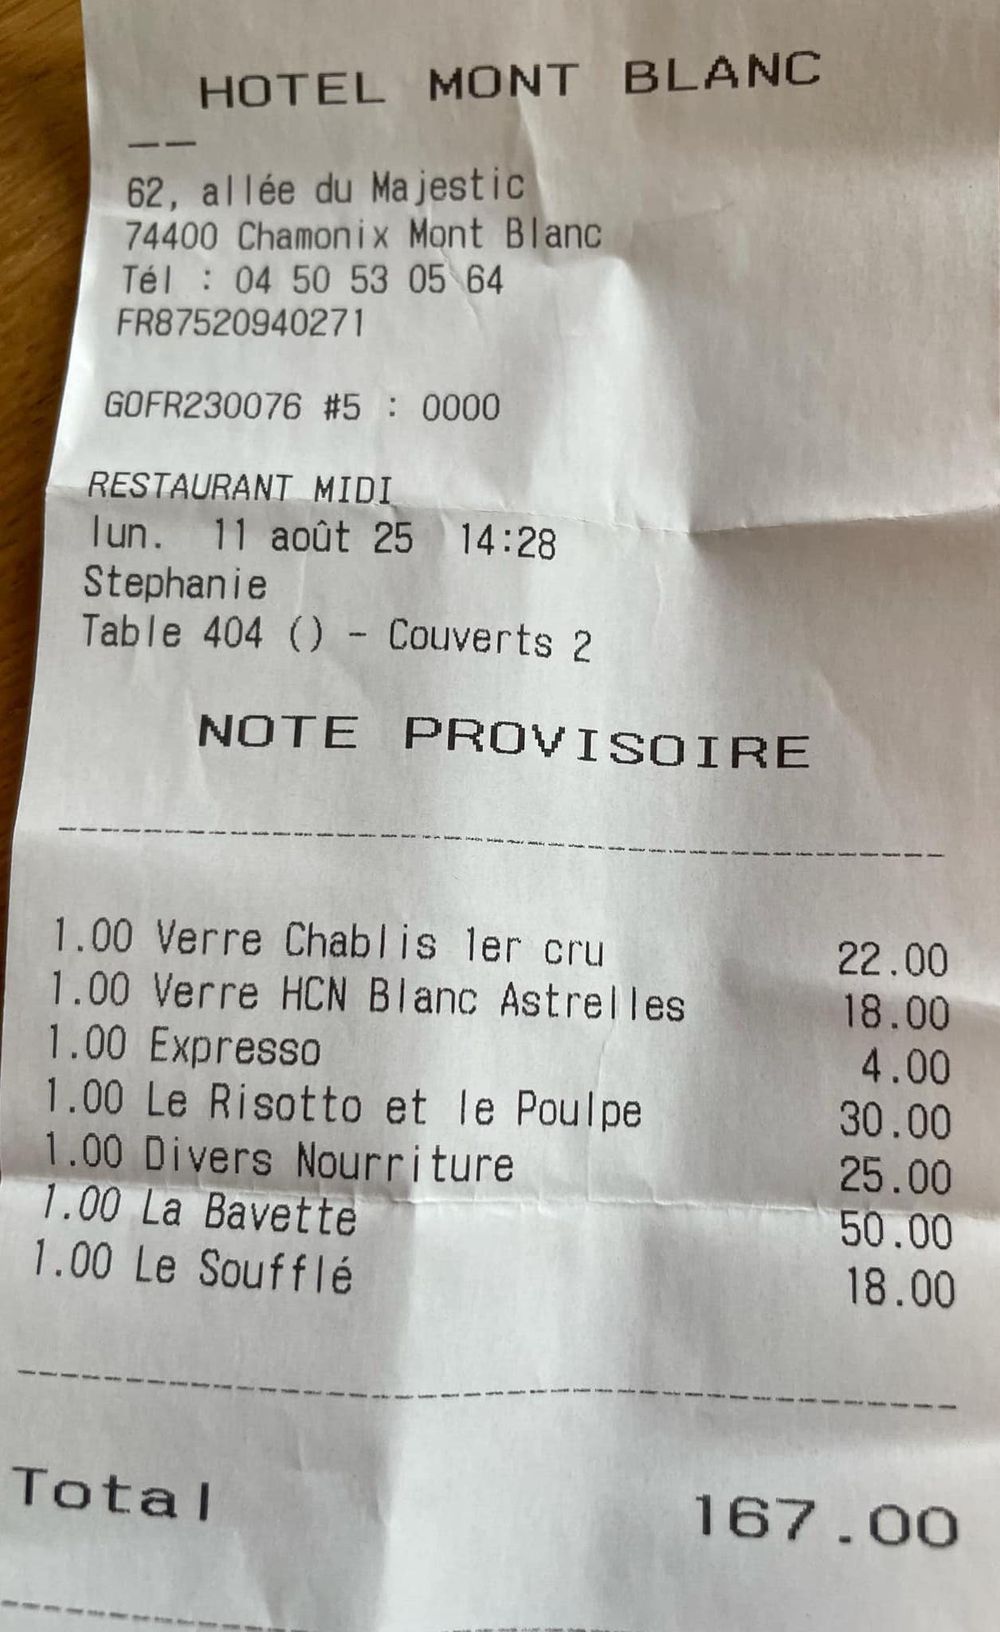 HOTEL MONT BLANC
--
62, allée du Majestic
74400 Chamonix Mont Blanc
Tél : 04 50 53 05 64
FR87520940271
GOFR230076 #5 : 0000
RESTAURANT MIDI
lun. 11 août 25 14:28
Stephanie
Table 404 () - Couverts 2
NOTE PROVISOIRE
1.00 Verre Chablis 1er cru 22.00
1.00 Verre HCN Blanc Astrelles 18.00
1.00 Expresso 4.00
1.00 Le Risotto et le Poulpe 30.00
1.00 Divers Nourriture 25.00
1.00 La Bavette 50.00
1.00 Le Soufflé 18.00
Total 167.00